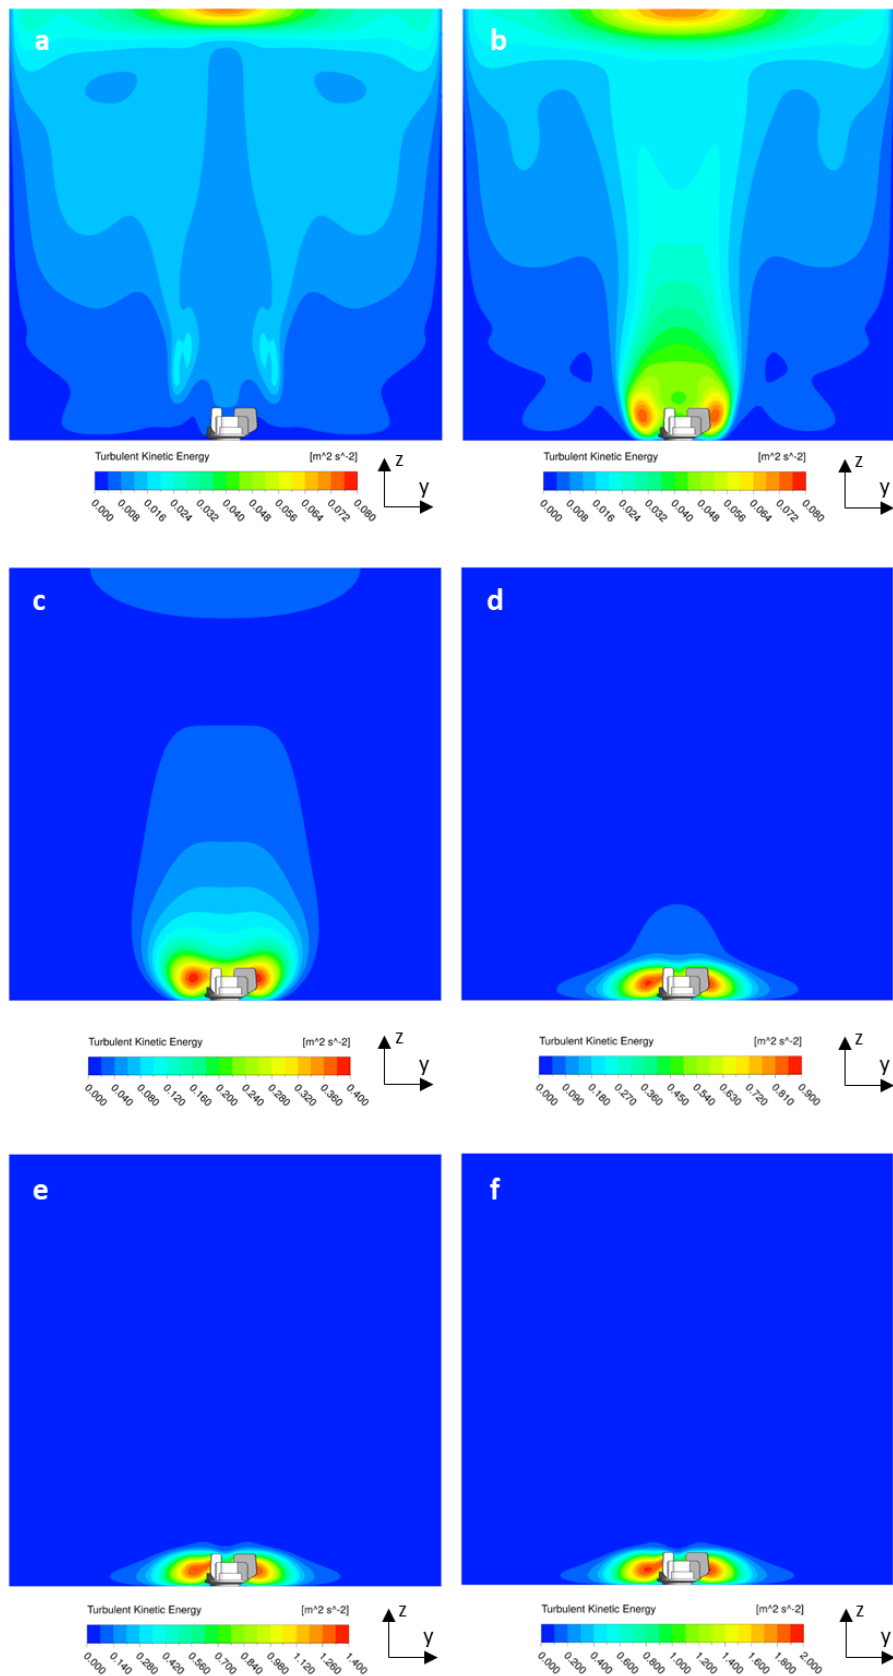 a
b
Turbulent Kinetic Energy [m^2 s^-2] z
y
0.000 0.008 0.016 0.024 0.032 0.040 0.048 0.056 0.064 0.072 0.080
Turbulent Kinetic Energy [m^2 s^-2] z
y
0.000 0.008 0.016 0.024 0.032 0.040 0.048 0.056 0.064 0.072 0.080
c
d
Turbulent Kinetic Energy [m^2 s^-2] z
y
0.000 0.040 0.080 0.120 0.160 0.200 0.240 0.280 0.320 0.360 0.400
Turbulent Kinetic Energy [m^2 s^-2] z
y
0.000 0.090 0.180 0.270 0.360 0.450 0.540 0.630 0.720 0.810 0.900
e
f
Turbulent Kinetic Energy [m^2 s^-2] z
y
0.000 0.140 0.280 0.420 0.560 0.700 0.840 0.980 1.120 1.260 1.400
Turbulent Kinetic Energy [m^2 s^-2] z
y
0.000 0.200 0.400 0.600 0.800 1.000 1.200 1.400 1.600 1.800 2.000